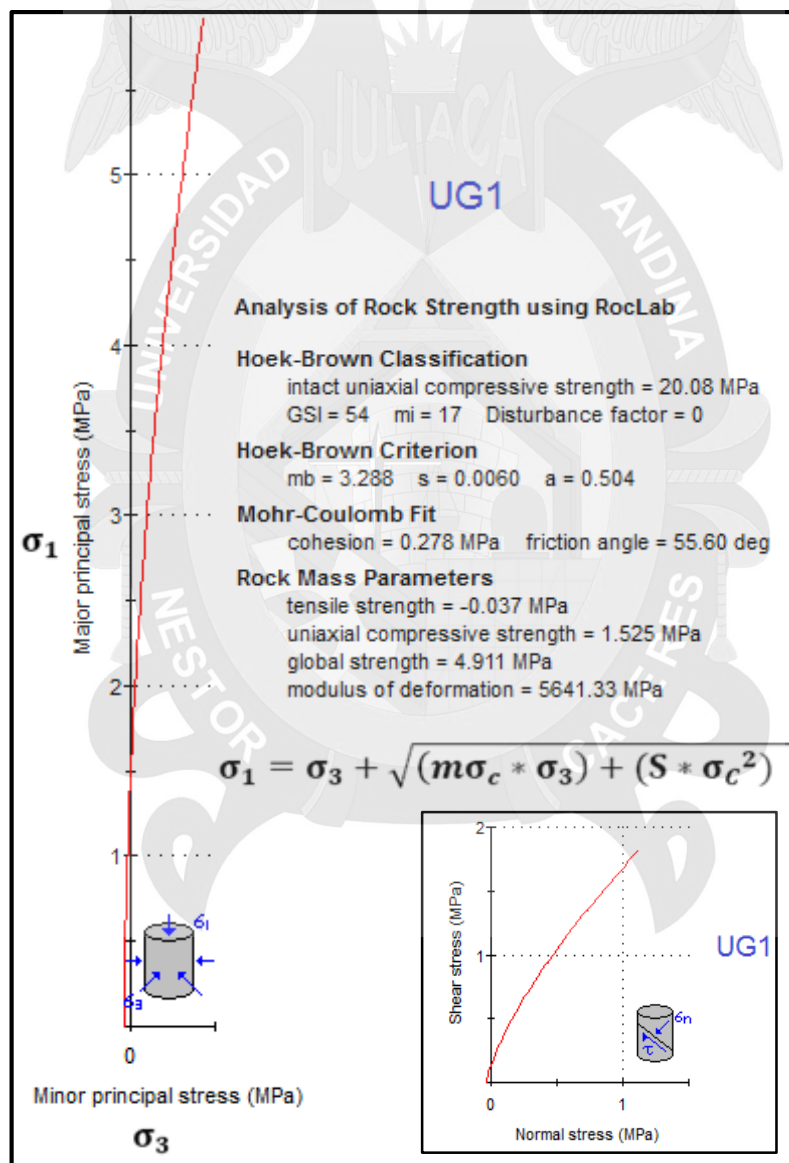 JULIACA
UNIVERSIDAD
ANDINA
NESTOR
CACERES
UG1
Analysis of Rock Strength using RocLab
Hoek-Brown Classification
intact uniaxial compressive strength = 20.08 MPa
GSI = 54 mi = 17 Disturbance factor = 0
Hoek-Brown Criterion
mb = 3.288 s = 0.0060 a = 0.504
Mohr-Coulomb Fit
cohesion = 0.278 MPa friction angle = 55.60 deg
Rock Mass Parameters
tensile strength = -0.037 MPa
uniaxial compressive strength = 1.525 MPa
global strength = 4.911 MPa
modulus of deformation = 5641.33 MPa
σ₁ = σ₃ + √(mσc * σ₃) + (S * σC²)
5
4
3
2
1
0
Major principal stress (MPa)
σ₁
Minor principal stress (MPa)
σ₃
6₁
6₃
2
1
0
1
Shear stress (MPa)
Normal stress (MPa)
UG1
6n
τ